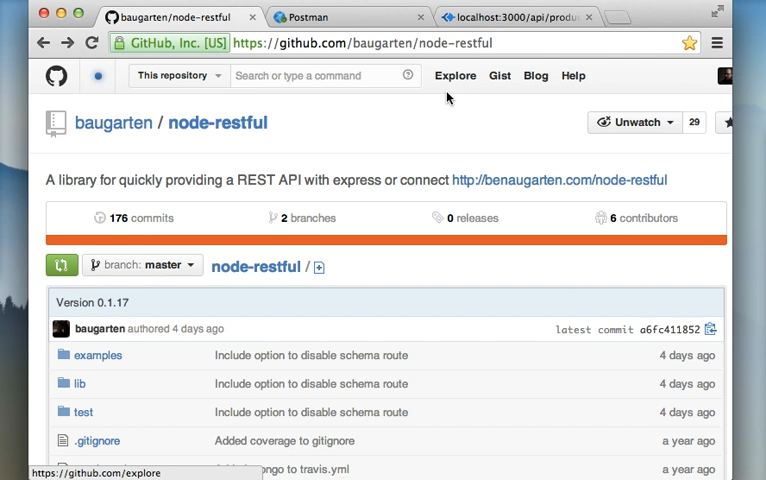 baugarten/node-restful
Postman
localhost:3000/api/produ
GitHub, Inc. [US] https://github.com/baugarten/node-restful
This repository Search or type a command Explore Gist Blog Help
baugarten / node-restful
Unwatch 29
A library for quickly providing a REST API with express or connect http://benaugarten.com/node-restful
176 commits 2 branches 0 releases 6 contributors
branch: master node-restful /
Version 0.1.17
baugarten authored 4 days ago latest commit a6fc411852
examples Include option to disable schema route 4 days ago
lib Include option to disable schema route 4 days ago
test Include option to disable schema route 4 days ago
.gitignore Added coverage to gitignore a year ago
https://github.com/explore ongo to travis.yml a year ago